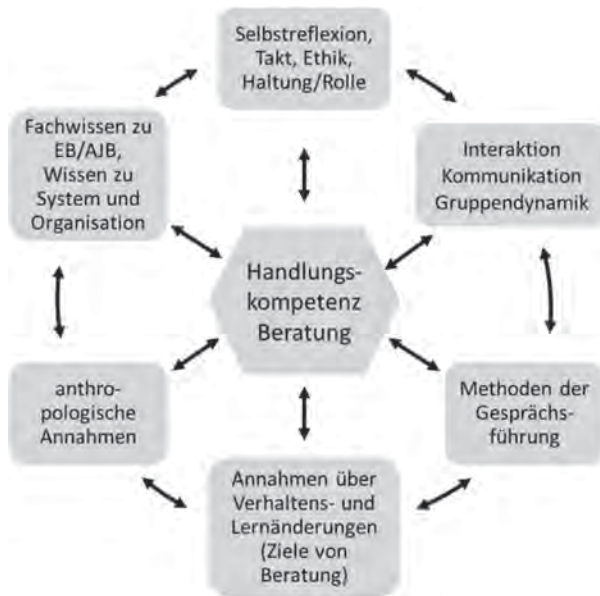 Selbstreflexion,
Takt, Ethik,
Haltung/Rolle
Fachwissen zu
EB/AJB,
Wissen zu
System und
Organisation
Interaktion
Kommunikation
Gruppendynamik
Handlungs-
kompetenz
Beratung
anthro-
pologische
Annahmen
Methoden der
Gesprächs-
führung
Annahmen über
Verhaltens- und
Lernänderungen
(Ziele von
Beratung)